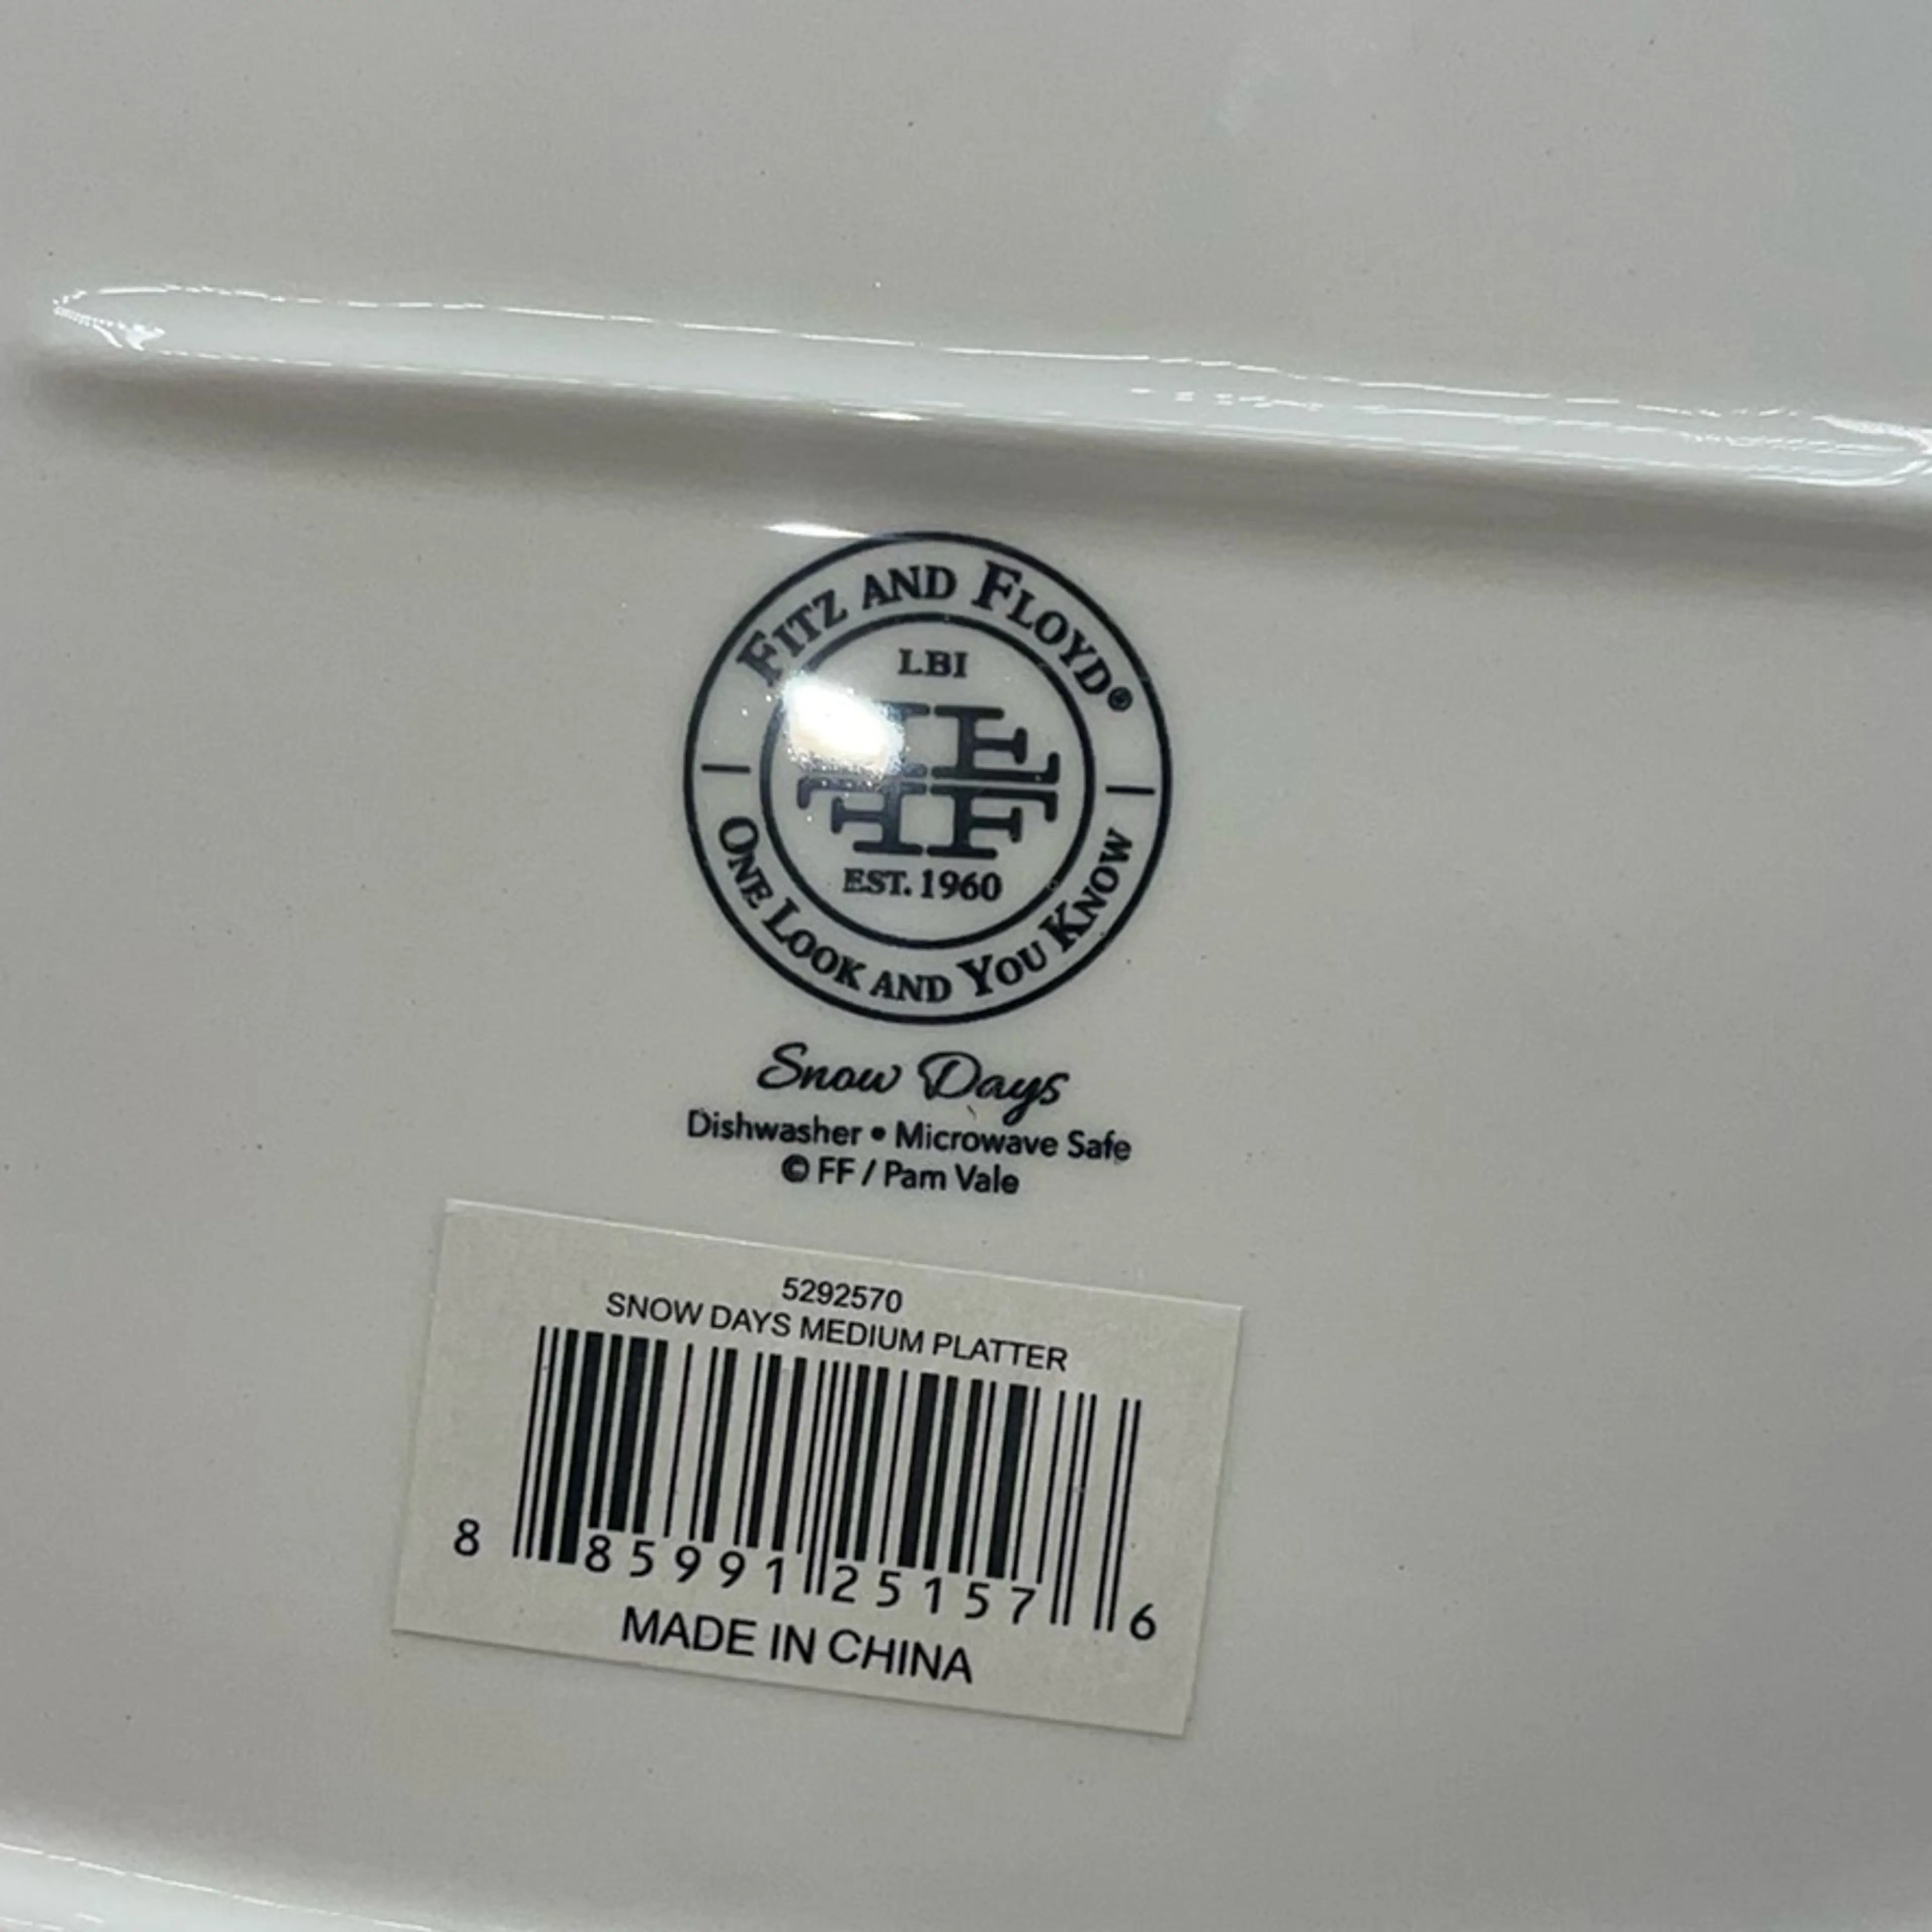 FITZ AND FLOYD®
LBI
EST. 1960
ONE LOOK AND YOU KNOW
Snow Days
Dishwasher • Microwave Safe
© FF / Pam Vale
5292570
SNOW DAYS MEDIUM PLATTER
8 85991 25157 6
MADE IN CHINA